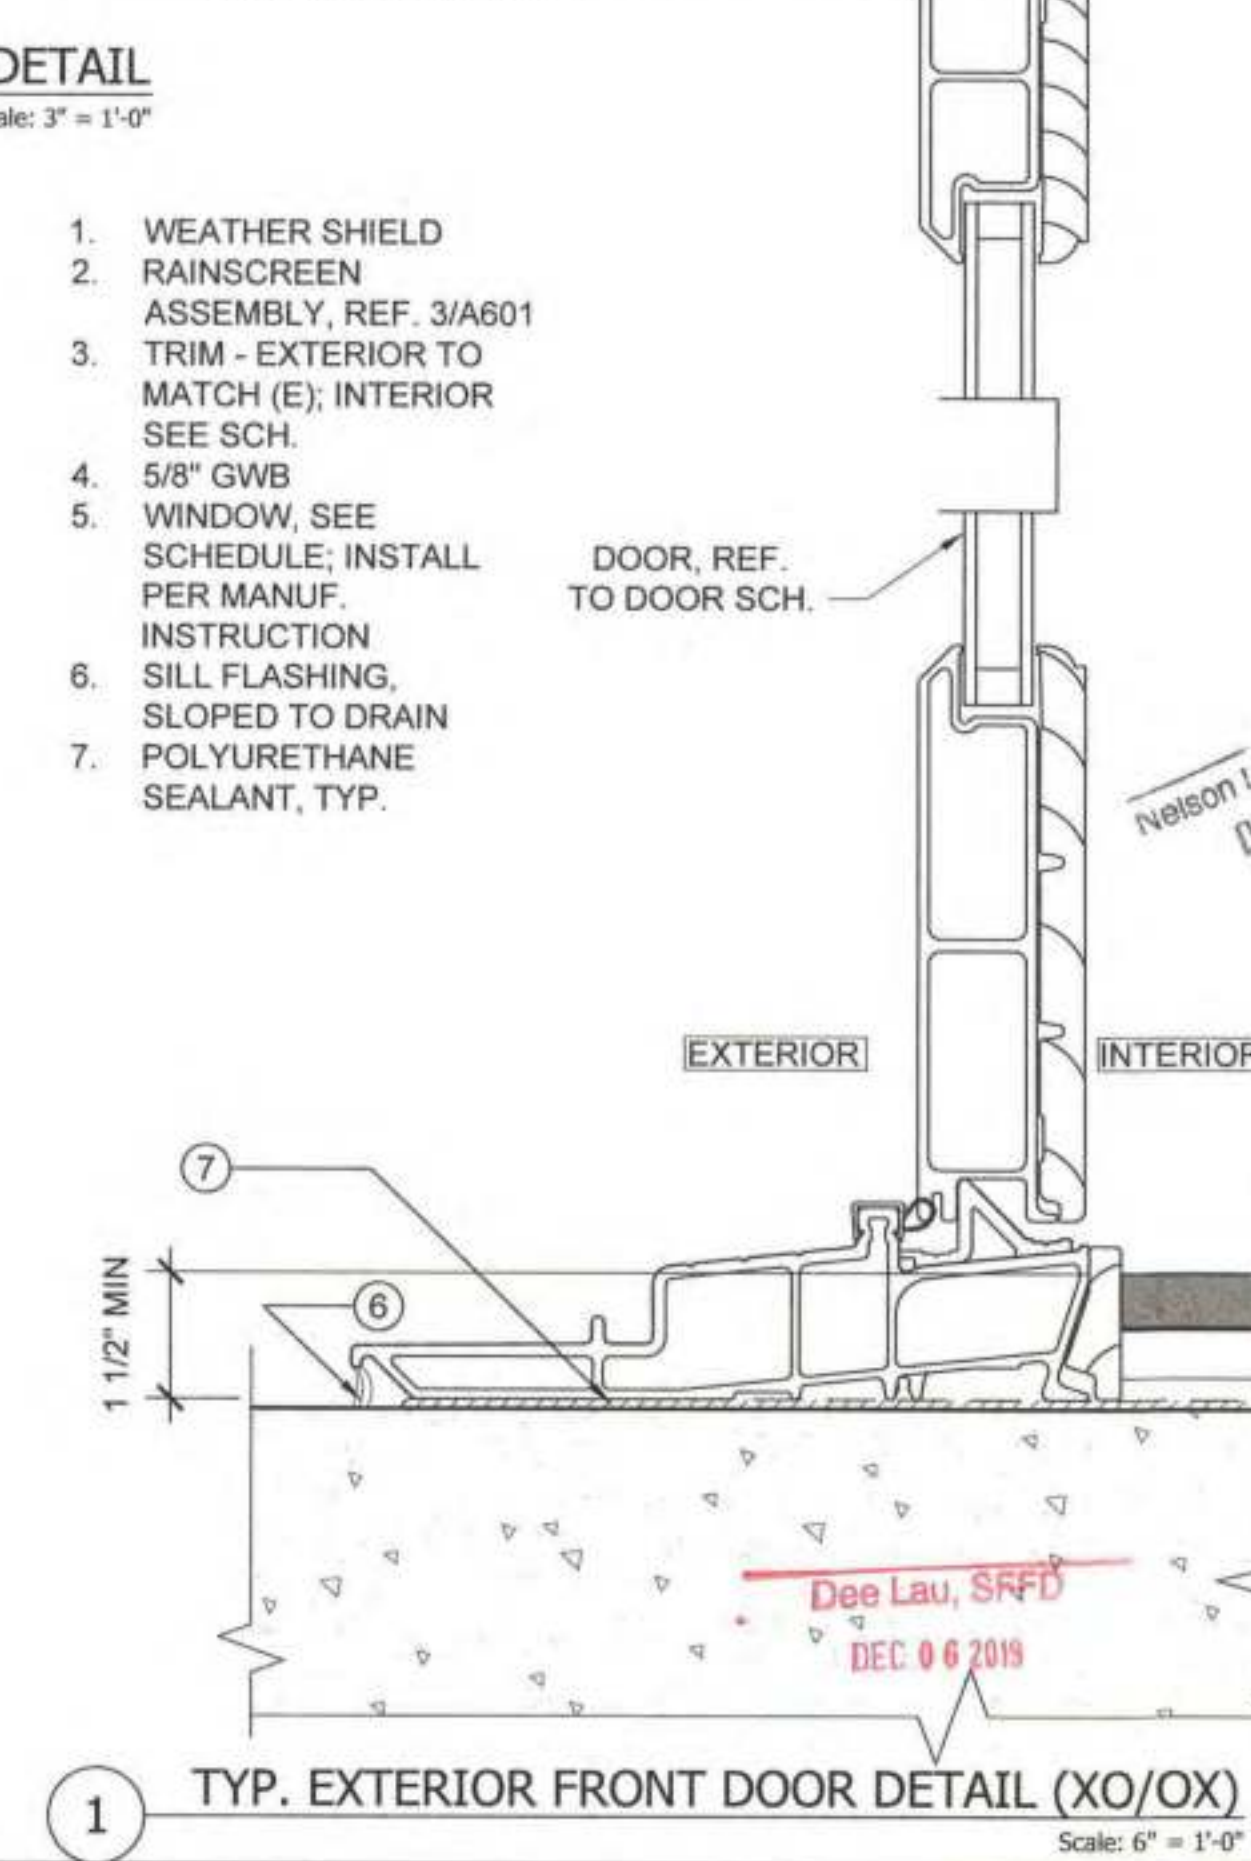 DETAIL
ale: 3" = 1'-0"
1. WEATHER SHIELD
2. RAINSCREEN
ASSEMBLY, REF. 3/A601
3. TRIM - EXTERIOR TO
MATCH (E); INTERIOR
SEE SCH.
4. 5/8" GWB
5. WINDOW, SEE
SCHEDULE; INSTALL
PER MANUF.
INSTRUCTION
6. SILL FLASHING,
SLOPED TO DRAIN
7. POLYURETHANE
SEALANT, TYP.
DOOR, REF.
TO DOOR SCH.
Nelson
EXTERIOR
INTERIOR
7
6
1 1/2" MIN
Dee Lau, SFFD
DEC 06 2019
1
TYP. EXTERIOR FRONT DOOR DETAIL (XO/OX)
Scale: 6" = 1'-0"